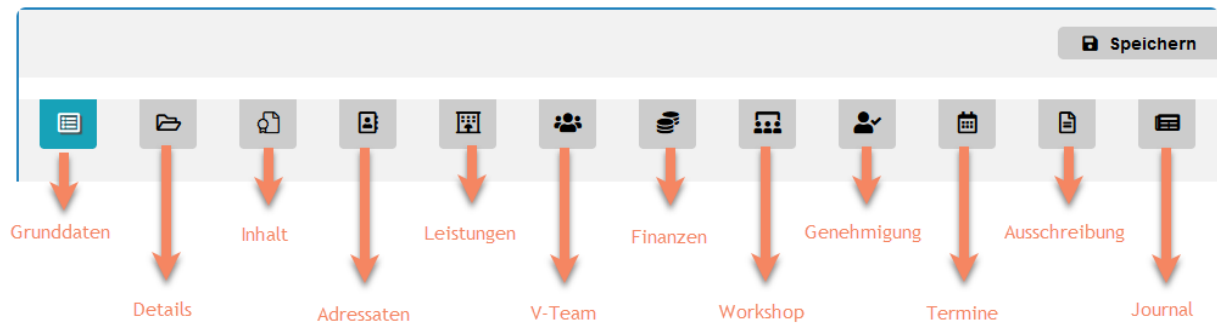 Speichern
Grunddaten Inhalt Leistungen Finanzen Genehmigung Ausschreibung
Details Adressaten V-Team Workshop Termine Journal